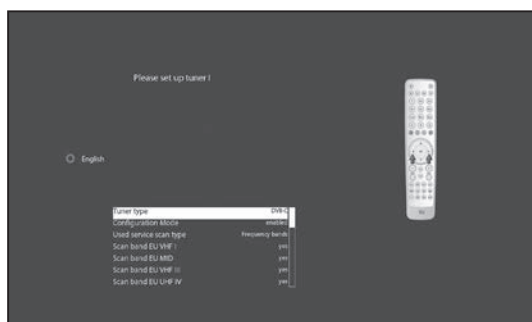 Please set up tuner I
English
Tuner type DVB-C
Configuration Mode enabled
Used service scan type Frequency bands
Scan band EU VHF I yes
Scan band EU MID yes
Scan band EU VHF III yes
Scan band EU UHF IV yes